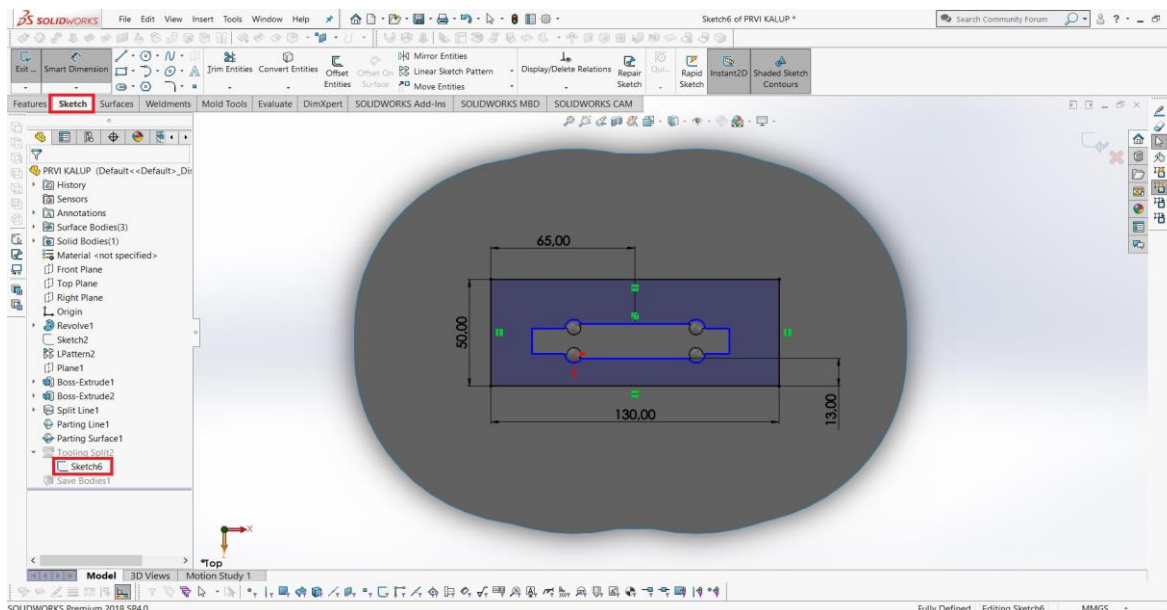 SOLIDWORKS File Edit View Insert Tools Window Help Sketch6 of PRVI KALUP * Search Community Forum
Exit ... Smart Dimension Trim Entities Convert Entities Offset Entities Offset On Surface Mirror Entities Linear Sketch Pattern Move Entities Display/Delete Relations Repair Sketch Qui... Rapid Sketch Instant2D Shaded Sketch Contours
Features Sketch Surfaces Weldments Mold Tools Evaluate DimXpert SOLIDWORKS Add-Ins SOLIDWORKS MBD SOLIDWORKS CAM
PRVI KALUP (Default<<Default>_Dis
History
Sensors
Annotations
Surface Bodies(3)
Solid Bodies(1)
Material <not specified>
Front Plane
Top Plane
Right Plane
Origin
Revolve1
Sketch2
LPattern2
Plane1
Boss-Extrude1
Boss-Extrude2
Split Line1
Parting Line1
Parting Surface1
Tooling Split2
Sketch6
Save Bodies1
65,00
50,00
130,00
13,00
X
*Top
Model 3D Views Motion Study 1
SOLIDWORKS Premium 2018 SP4.0 Fully Defined Editing Sketch6 MMGS